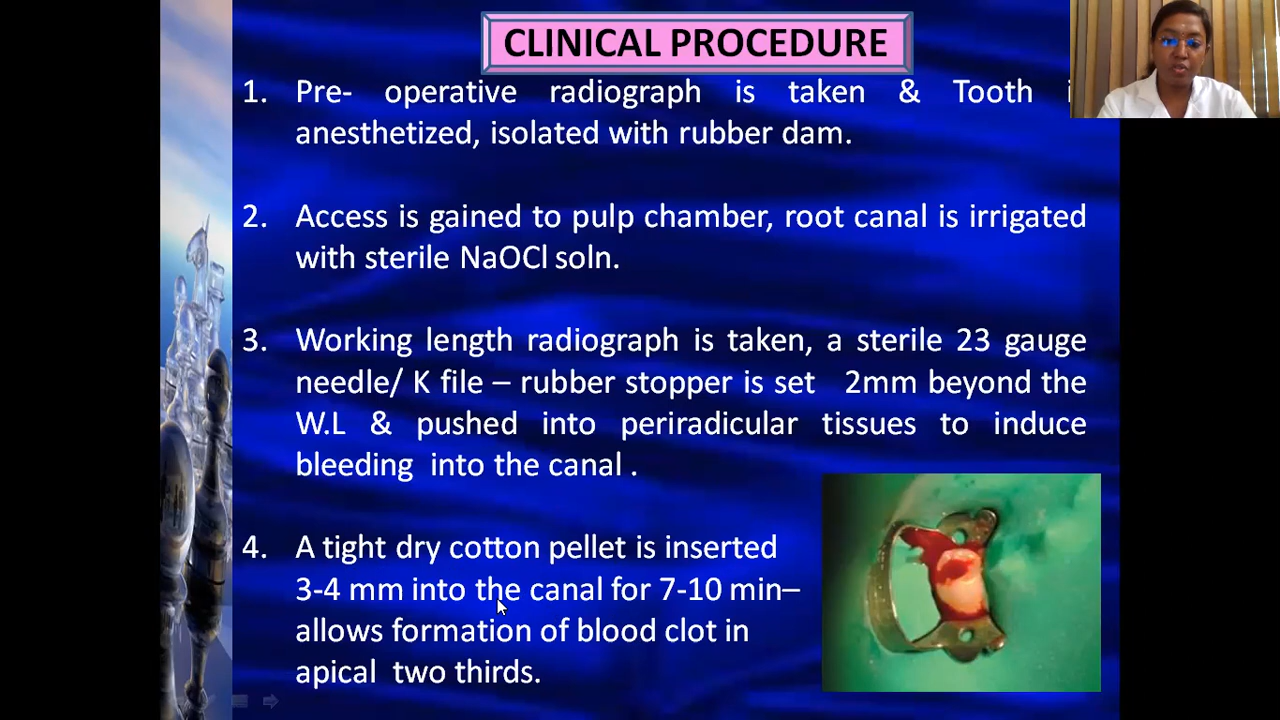 CLINICAL PROCEDURE
1. Pre- operative radiograph is taken & Tooth
anesthetized, isolated with rubber dam.
2. Access is gained to pulp chamber, root canal is irrigated
with sterile NaOCl soln.
3. Working length radiograph is taken, a sterile 23 gauge
needle/ K file – rubber stopper is set 2mm beyond the
W.L & pushed into periradicular tissues to induce
bleeding into the canal .
4. A tight dry cotton pellet is inserted
3-4 mm into the canal for 7-10 min–
allows formation of blood clot in
apical two thirds.